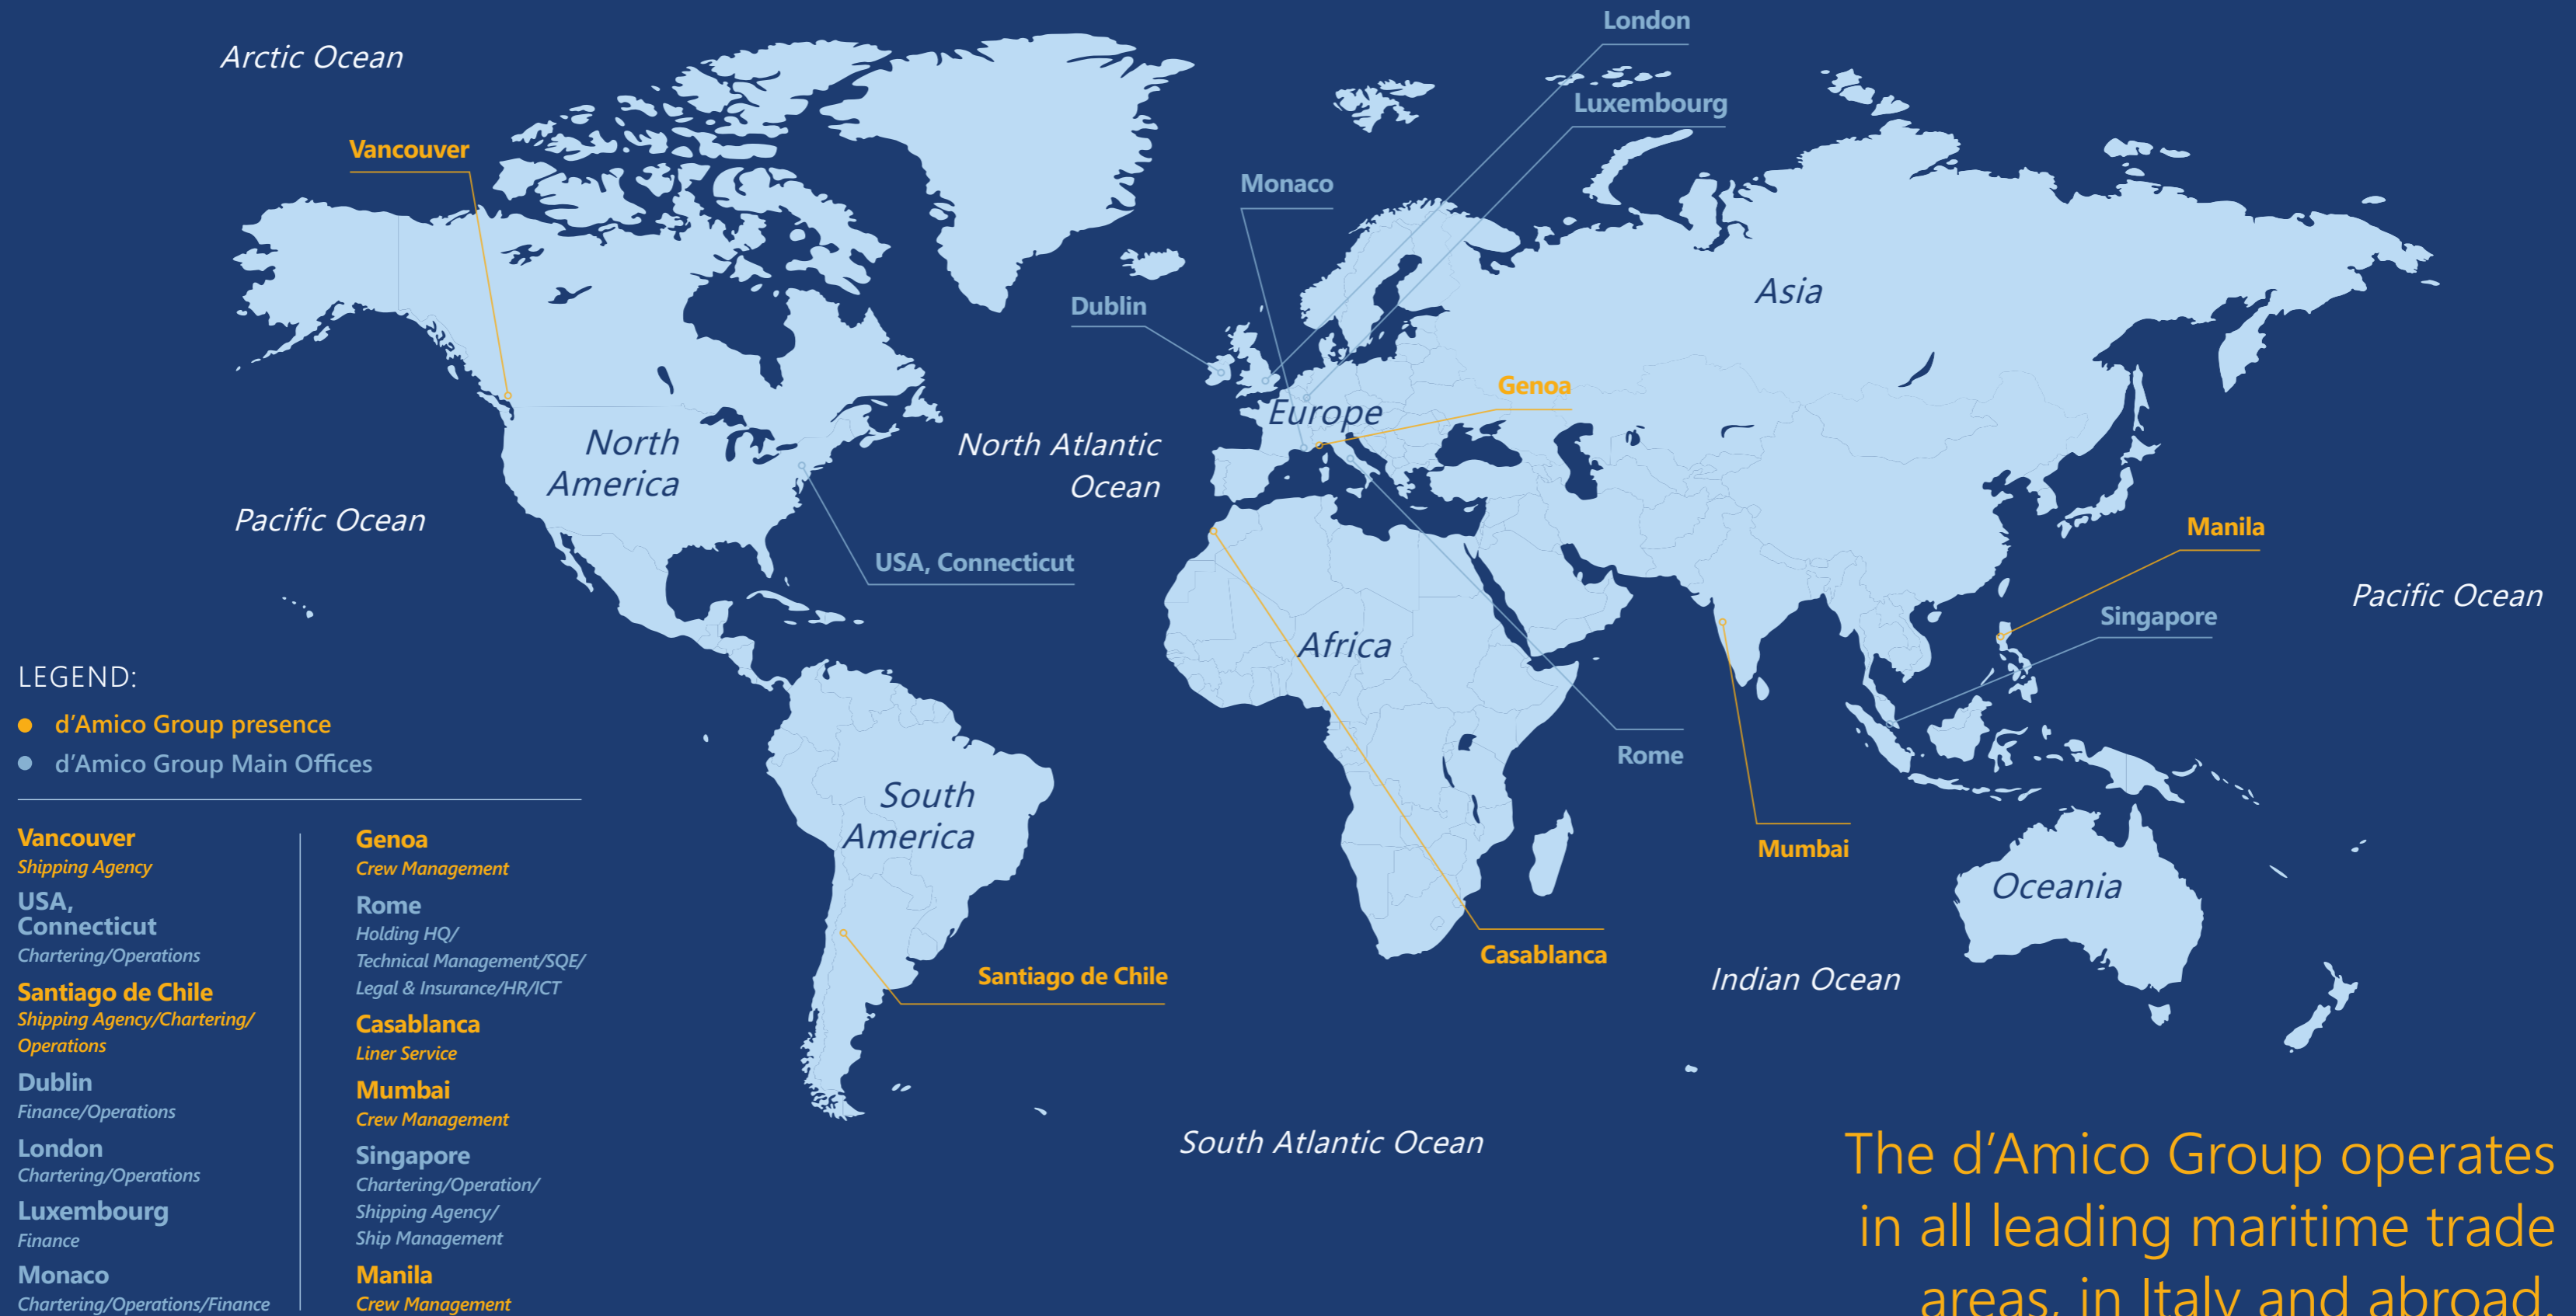 Arctic Ocean
London
Luxembourg
Vancouver
Monaco
Dublin
Asia
Genoa
Europe
North
America
North Atlantic
Ocean
Pacific Ocean
USA, Connecticut
Manila
Pacific Ocean
Singapore
Africa
Rome
South
America
Mumbai
Oceania
Casablanca
Santiago de Chile
Indian Ocean
South Atlantic Ocean
LEGEND:
d'Amico Group presence
d'Amico Group Main Offices
Vancouver
Shipping Agency
USA,
Connecticut
Chartering/Operations
Santiago de Chile
Shipping Agency/Chartering/
Operations
Dublin
Finance/Operations
London
Chartering/Operations
Luxembourg
Finance
Monaco
Chartering/Operations/Finance
Genoa
Crew Management
Rome
Holding HQ/
Technical Management/SQE/
Legal & Insurance/HR/ICT
Casablanca
Liner Service
Mumbai
Crew Management
Singapore
Chartering/Operation/
Shipping Agency/
Ship Management
Manila
Crew Management
The d'Amico Group operates
in all leading maritime trade
areas, in Italy and abroad.